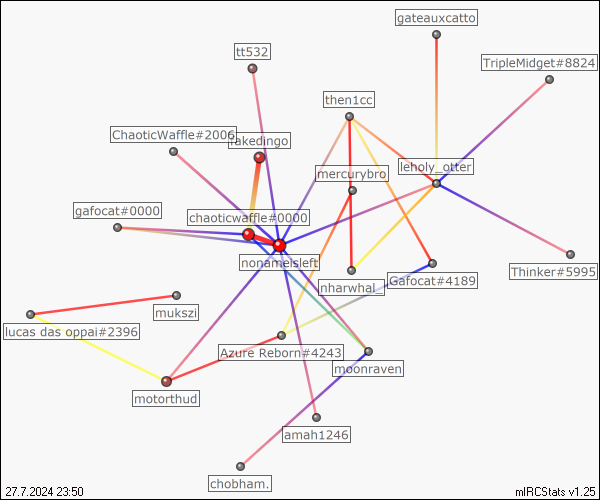 gateauxcatto
tt532
TripleMidget#8824
then1cc
ChaoticWaffle#2006
fakedingo
leholy_otter
mercurybro
gafocat#0000
chaoticwaffle#0000
nonameisleft
Thinker#5995
nharwhal_
Gafocat#4189
mukszi
lucas das oppai#2396
Azure Reborn#4243
moonraven
motorthud
amah1246
chobham.
27.7.2024 23:50
mIRCStats v1.25